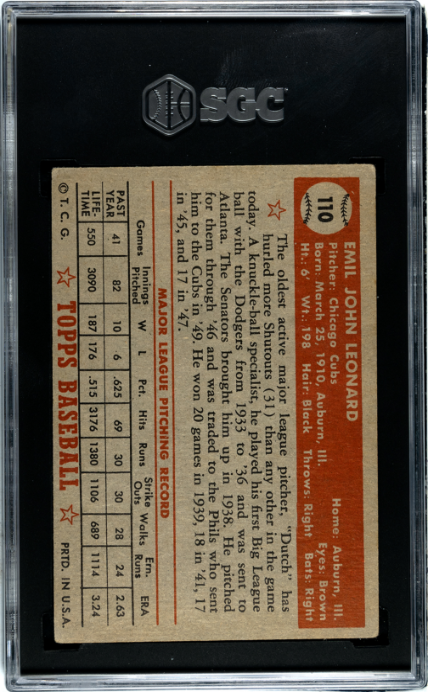 SGC
110
EMIL JOHN LEONARD
Pitcher: Chicago Cubs Home: Auburn, Ill.
Born: March 25, 1910, Auburn, Ill. Eyes: Brown
Ht.: 6' Wt.: 198 Hair: Black Throws: Right Bats: Right
The oldest active major league pitcher, "Dutch" has
hurled more Shutouts (31) than any other in the game
today. A knuckle-ball specialist, he played his first Big League
ball with the Dodgers from 1933 to '36 and was sent to
Atlanta. The Senators brought him up in 1938. He pitched
for them through '46 and was traded to the Phils who sent
him to the Cubs in '49. He won 20 games in 1939, 18 in '41, 17
in '45, and 17 in '47.
MAJOR LEAGUE PITCHING RECORD
Games Innings Pitched W L Pct. Hits Runs Strike Outs Walks Ern. Runs ERA
PAST YEAR 41 82 10 6 .625 69 30 30 28 24 2.63
LIFE-TIME 550 3090 187 176 .515 3176 1380 1106 689 1114 3.24
© T. C. G. TOPPS BASEBALL PRTD. IN U.S.A.